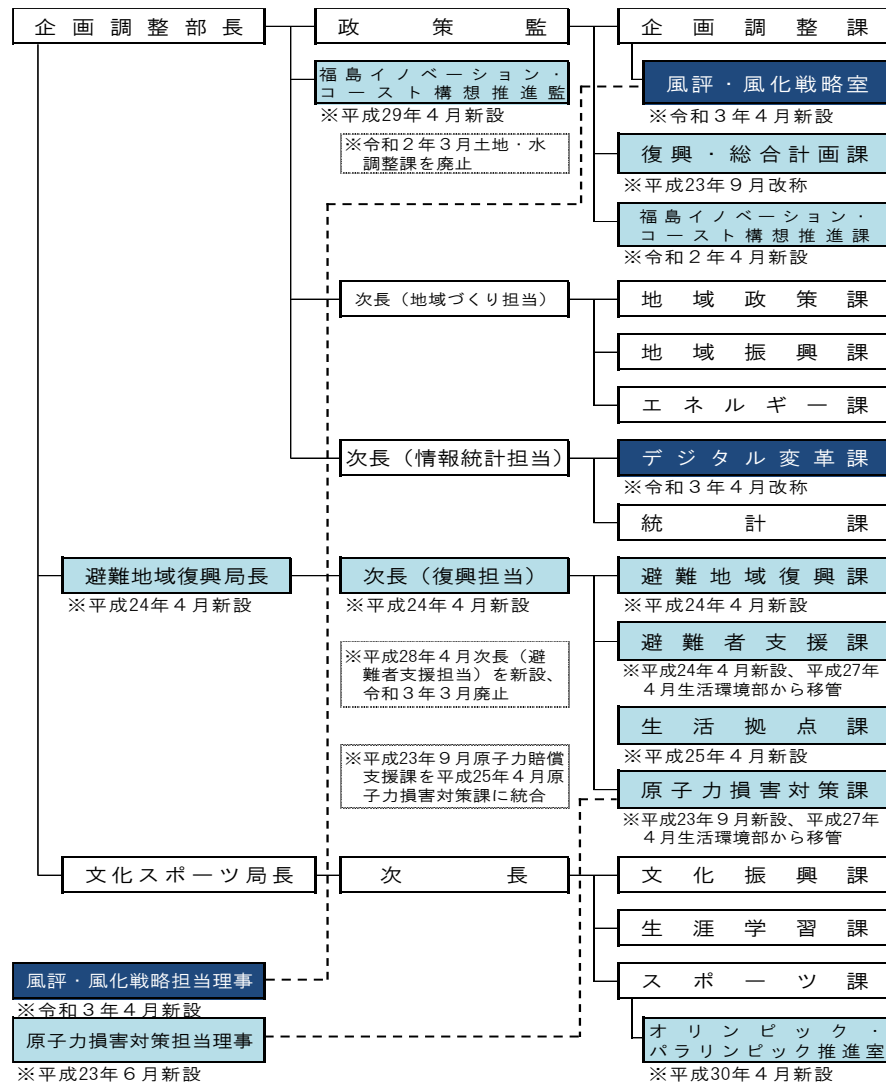 企画調整部長
政策監
企画調整課
福島イノベーション・
コースト構想推進監
※平成29年４月新設
風評・風化戦略室
※令和３年４月新設
※令和２年３月土地・水
調整課を廃止
復興・総合計画課
※平成23年９月改称
福島イノベーション・
コースト構想推進課
※令和２年４月新設
次長（地域づくり担当）
地域政策課
地域振興課
エネルギー課
次長（情報統計担当）
デジタル変革課
※令和３年４月改称
統計課
避難地域復興局長
※平成24年４月新設
次長（復興担当）
※平成24年４月新設
避難地域復興課
※平成24年４月新設
※平成28年４月次長（避
難者支援担当）を新設、
令和３年３月廃止
避難者支援課
※平成24年４月新設、平成27年
４月生活環境部から移管
生活拠点課
※平成25年４月新設
※平成23年９月原子力賠償
支援課を平成25年４月原
子力損害対策課に統合
原子力損害対策課
※平成23年９月新設、平成27年
４月生活環境部から移管
文化スポーツ局長
次長
文化振興課
生涯学習課
スポーツ課
オリンピック・
パラリンピック推進室
※平成30年４月新設
風評・風化戦略担当理事
※令和３年４月新設
原子力損害対策担当理事
※平成23年６月新設